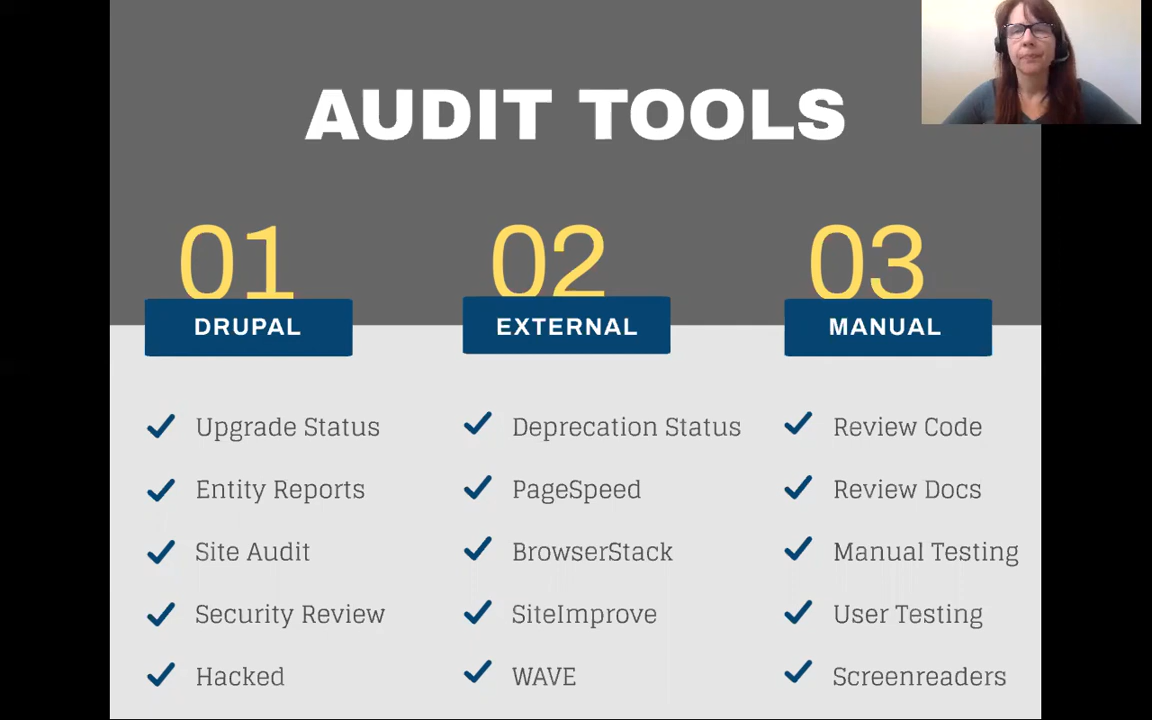 AUDIT TOOLS
01
DRUPAL
Upgrade Status
Entity Reports
Site Audit
Security Review
Hacked
02
EXTERNAL
Deprecation Status
PageSpeed
BrowserStack
SiteImprove
WAVE
03
MANUAL
Review Code
Review Docs
Manual Testing
User Testing
Screenreaders